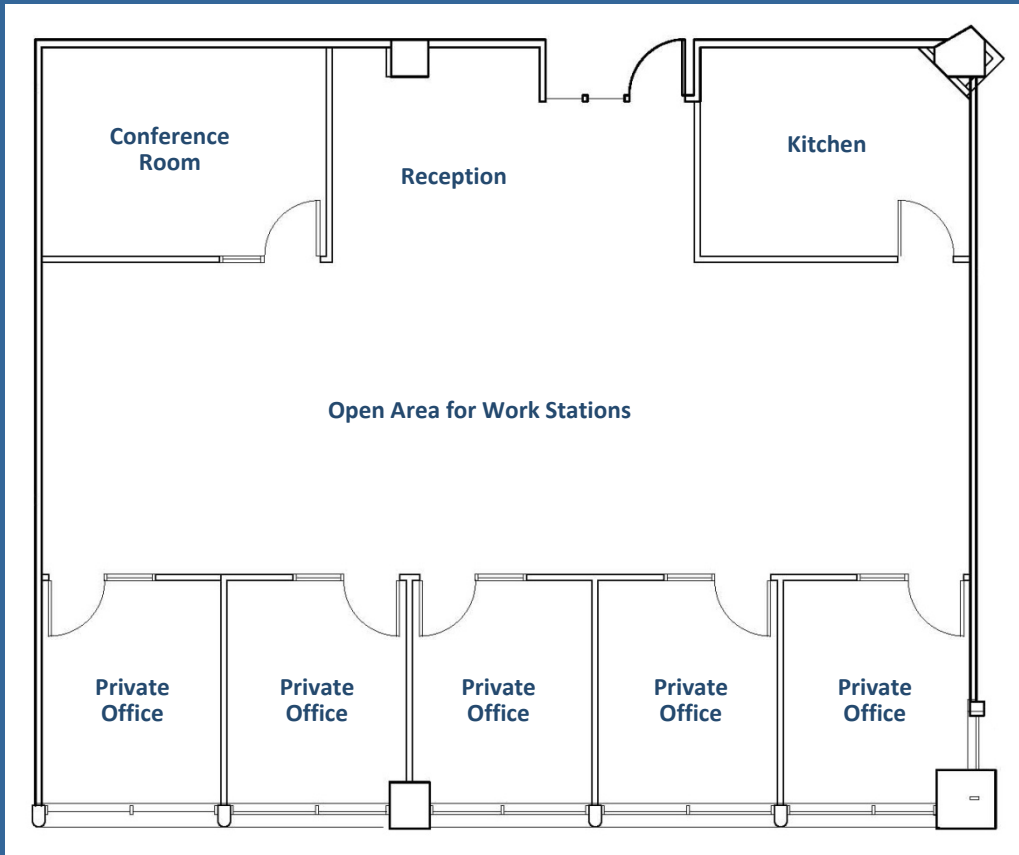 Conference
Room
Reception
Kitchen
Open Area for Work Stations
Private
Office
Private
Office
Private
Office
Private
Office
Private
Office